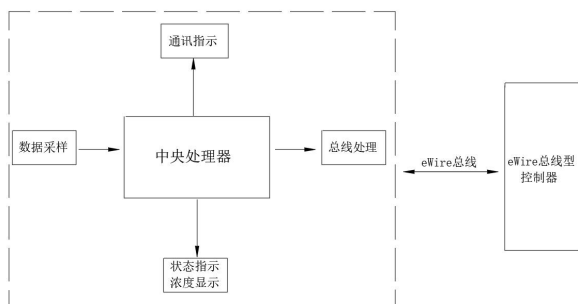 通讯指示
数据采样
中央处理器
总线处理
eWire总线
eWire总线型
控制器
状态指示
浓度显示